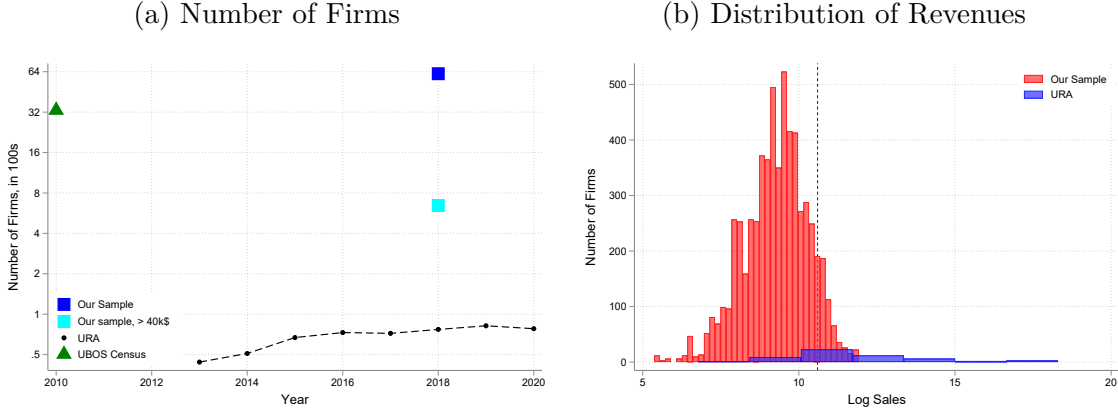 (a) Number of Firms
64
32
16
8
4
2
1
.5
Number of Firms, in 100s
Our Sample
Our sample, > 40k$
URA
UBOS Census
2010 2012 2014 2016 2018 2020
Year
(b) Distribution of Revenues
500
400
300
200
100
0
Number of Firms
Our Sample
URA
5 10 15 20
Log Sales